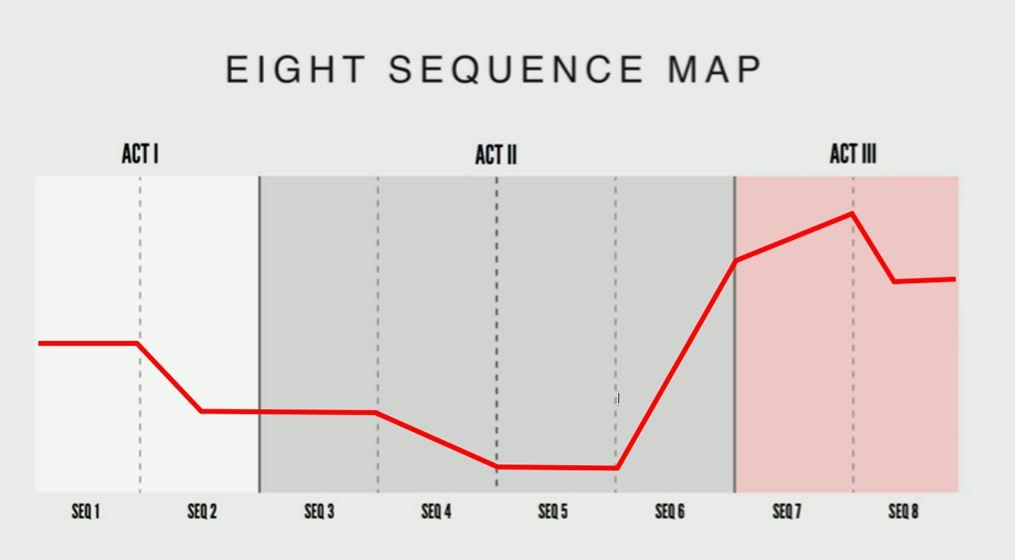 EIGHT SEQUENCE MAP
ACT I ACT II ACT III
SEQ 1 SEQ 2 SEQ 3 SEQ 4 SEQ 5 SEQ 6 SEQ 7 SEQ 8